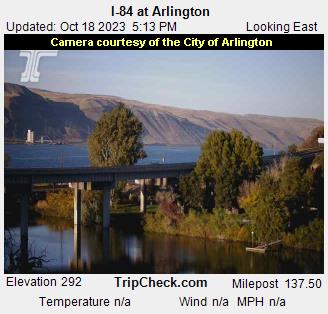 I-84 at Arlington
Updated: Oct 18 2023 5:13 PM Looking East
Camera courtesy of the City of Arlington
Elevation 292 TripCheck.com Milepost 137.50
Temperature n/a Wind n/a MPH n/a